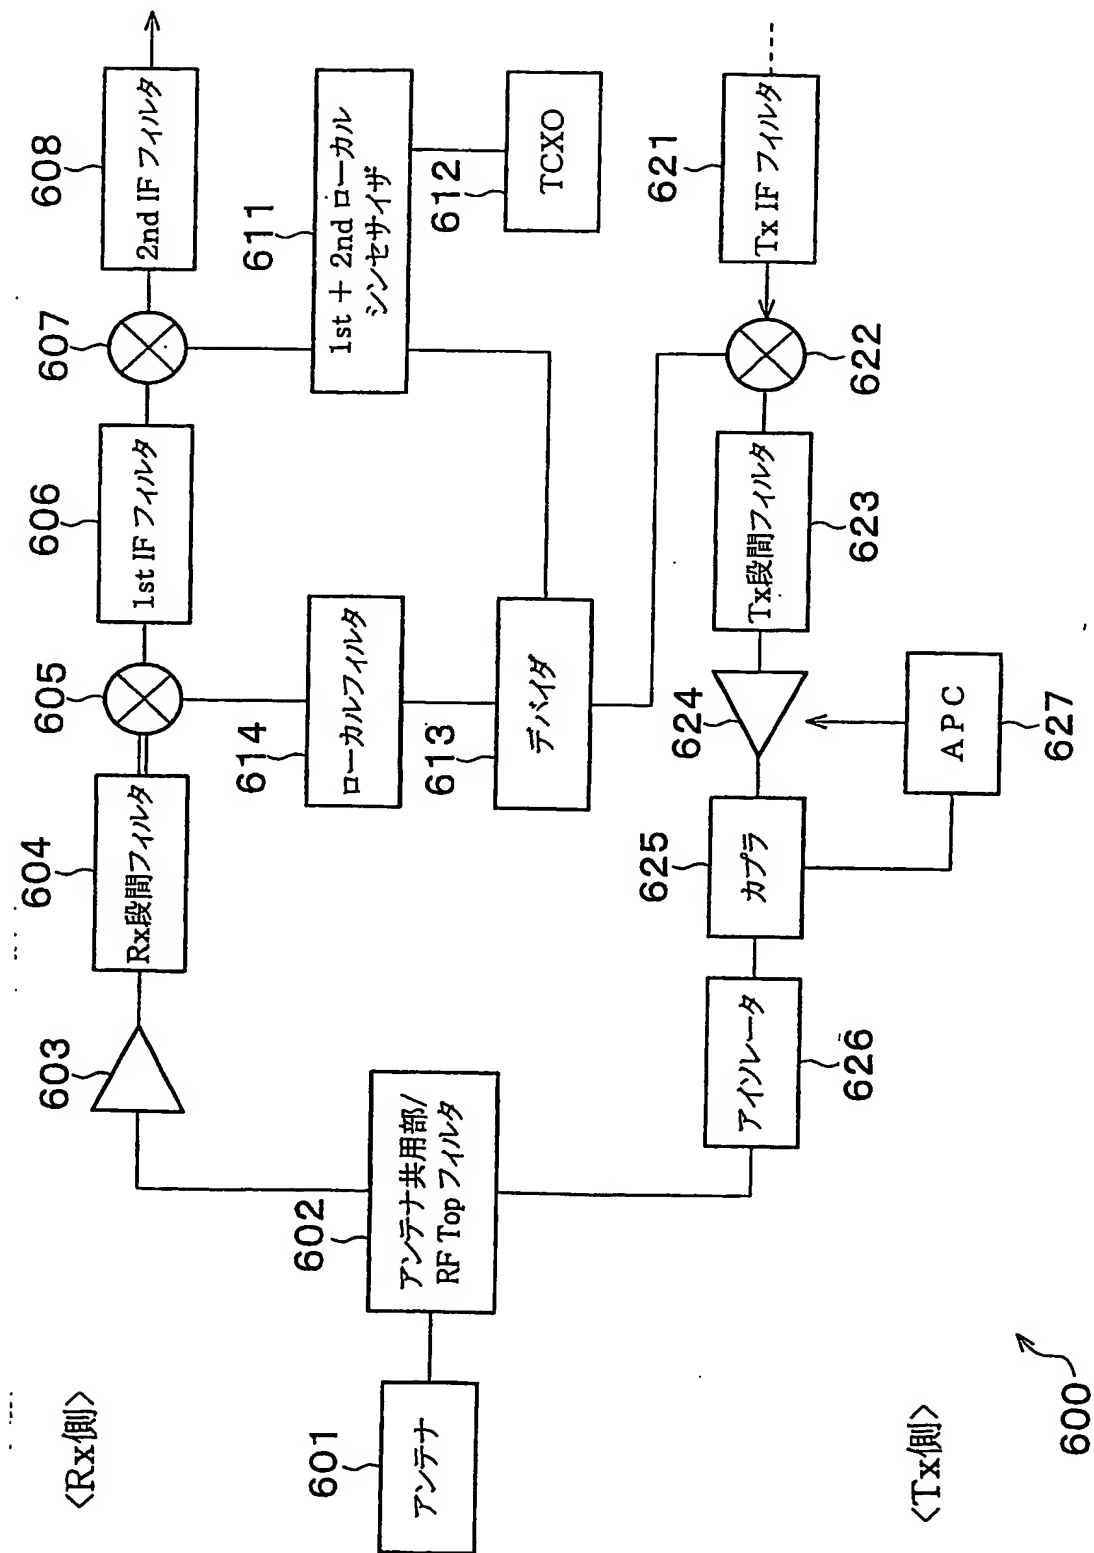 <Rx側>
601
アンテナ
602
アンテナ共用部/
RF Top フィルタ
603
604
Rx段間フィルタ
605
606
1st IF フィルタ
607
608
2nd IF フィルタ
611
1st + 2nd ローカル
シンセサイザ
612
TCXO
613
デバイダ
614
ローカルフィルタ
621
Tx IF フィルタ
622
623
Tx段間フィルタ
624
625
カプラ
626
アイソレータ
627
APC
<Tx側>
600